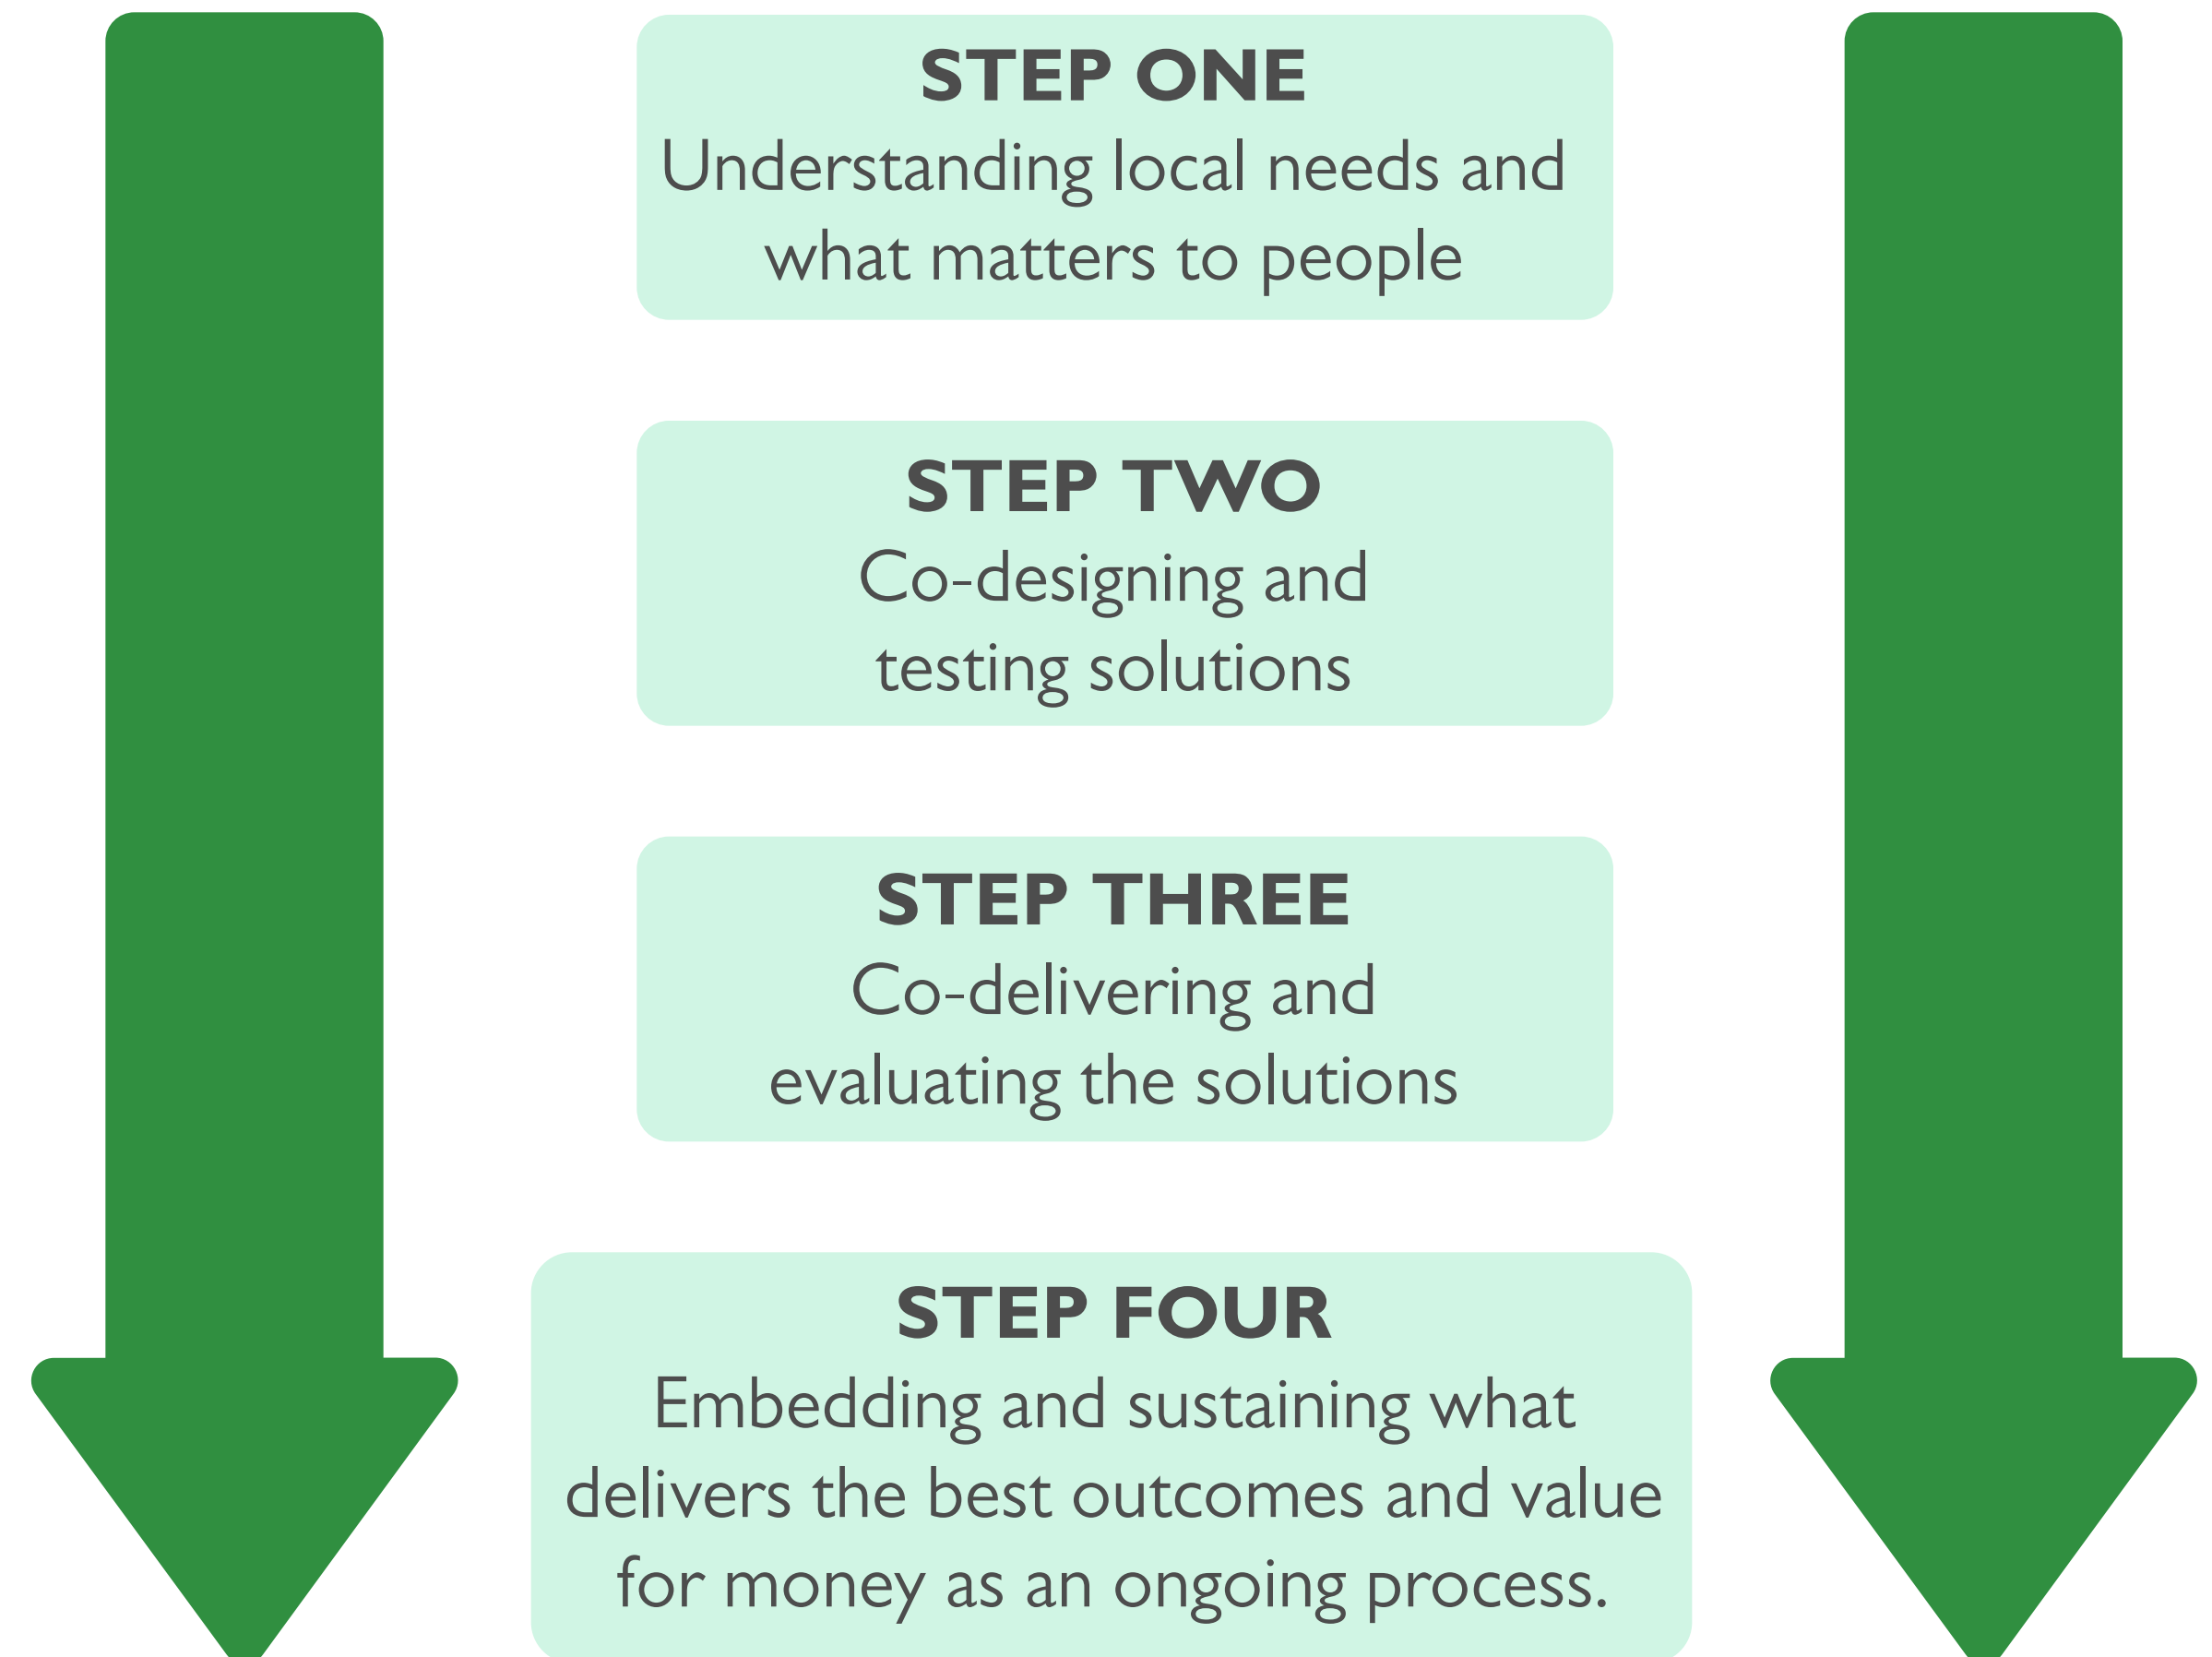 STEP ONE
Understanding local needs and
what matters to people
STEP TWO
Co-designing and
testing solutions
STEP THREE
Co-delivering and
evaluating the solutions
STEP FOUR
Embedding and sustaining what
delivers the best outcomes and value
for money as an ongoing process.